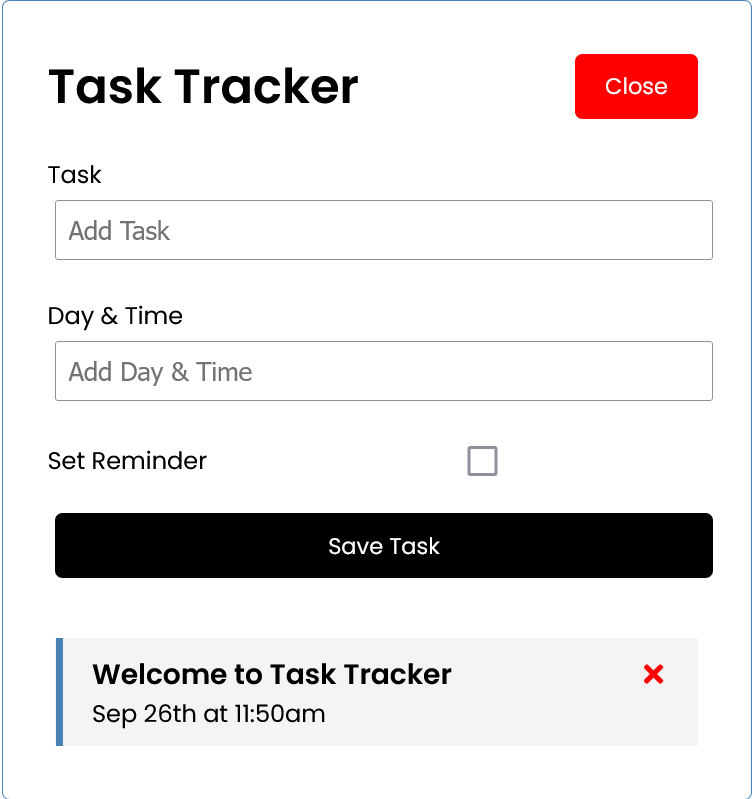 Task Tracker
Close
Task
Add Task
Day & Time
Add Day & Time
Set Reminder
Save Task
Welcome to Task Tracker
Sep 26th at 11:50am